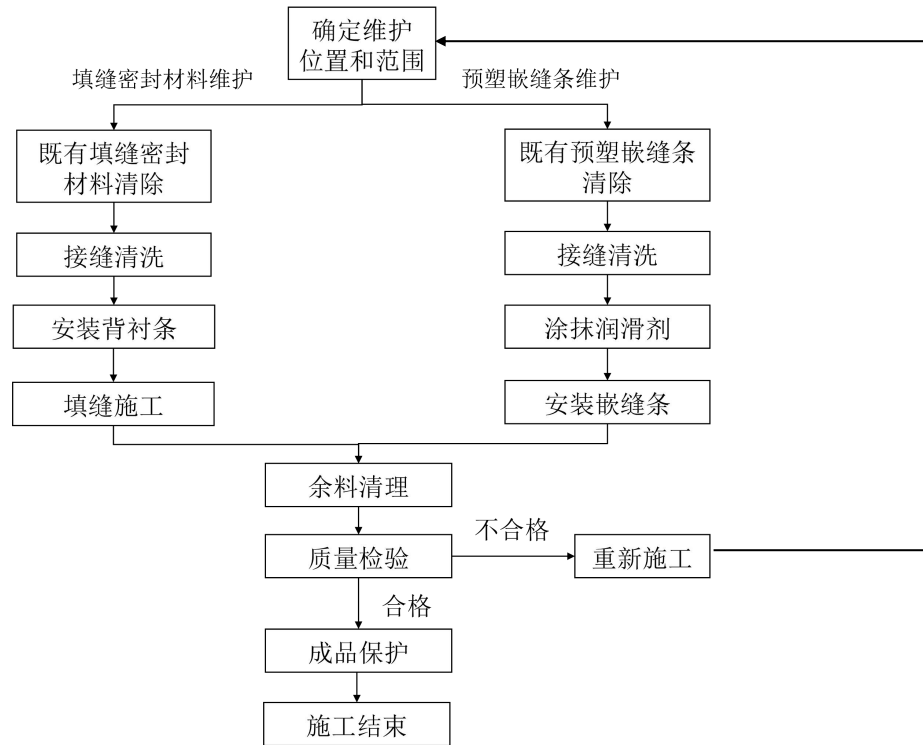 确定维护
位置和范围
填缝密封材料维护
预塑嵌缝条维护
既有填缝密封
材料清除
既有预塑嵌缝条
清除
接缝清洗
接缝清洗
安装背衬条
涂抹润滑剂
填缝施工
安装嵌缝条
余料清理
不合格
质量检验
重新施工
合格
成品保护
施工结束